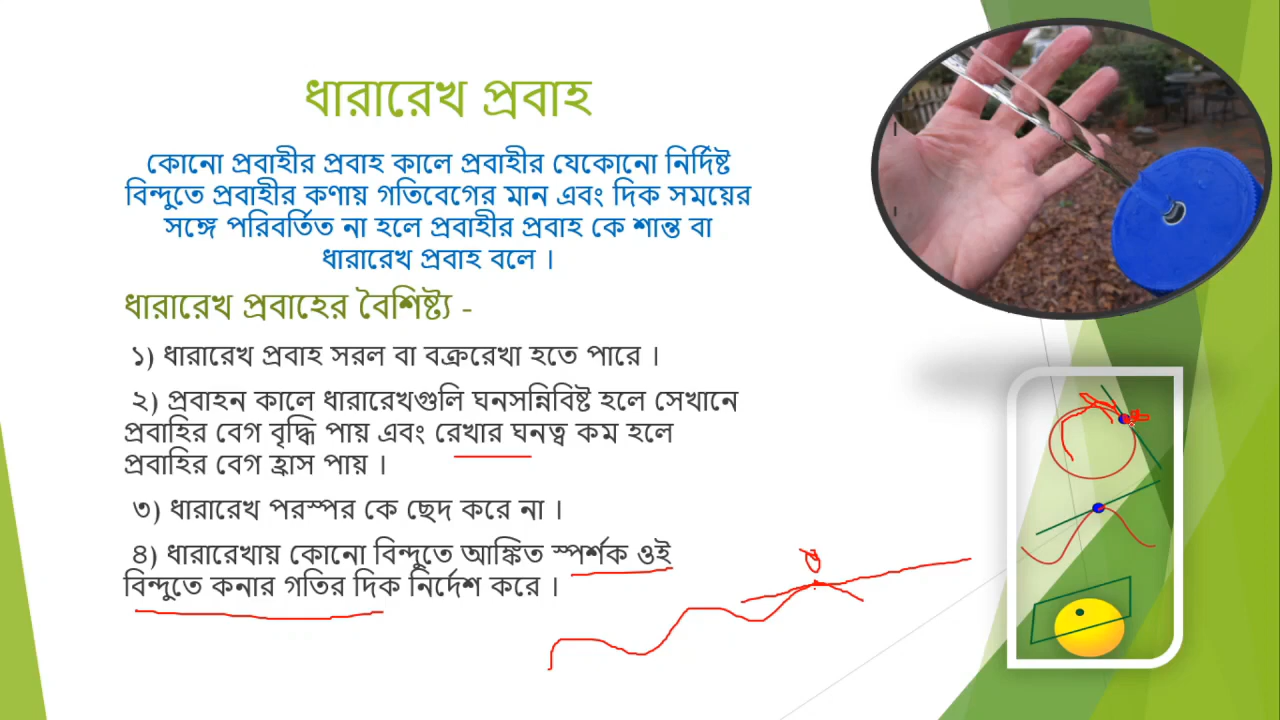 ধারারেখ প্রবাহ
কোনো প্রবাহীর প্রবাহ কালে প্রবাহীর যেকোনো নির্দিষ্ট
বিন্দুতে প্রবাহীর কণায় গতিবেগের মান এবং দিক সময়ের
সঙ্গে পরিবর্তিত না হলে প্রবাহীর প্রবাহ কে শান্ত বা
ধারারেখ প্রবাহ বলে ।
ধারারেখ প্রবাহের বৈশিষ্ট্য -
১) ধারারেখ প্রবাহ সরল বা বক্ররেখা হতে পারে ।
২) প্রবাহন কালে ধারারেখগুলি ঘনসন্নিবিষ্ট হলে সেখানে
প্রবাহির বেগ বৃদ্ধি পায় এবং রেখার ঘনত্ব কম হলে
প্রবাহির বেগ হ্রাস পায় ।
৩) ধারারেখ পরস্পর কে ছেদ করে না ।
৪) ধারারেখায় কোনো বিন্দুতে আঙ্কিত স্পর্শক ওই
বিন্দুতে কনার গতির দিক নির্দেশ করে ।